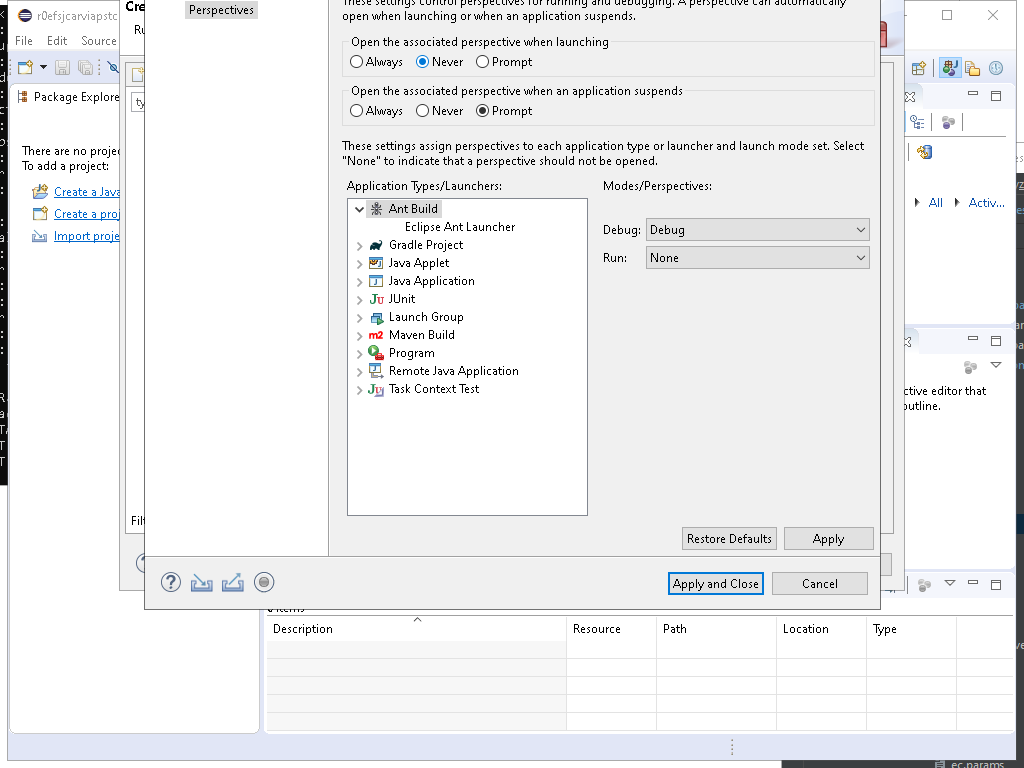 Perspectives
These settings control perspectives for running and debugging. A perspective can automatically
open when launching or when an application suspends.
Open the associated perspective when launching
Always
Never
Prompt
Open the associated perspective when an application suspends
Always
Never
Prompt
These settings assign perspectives to each application type or launcher and launch mode set. Select
"None" to indicate that a perspective should not be opened.
Application Types/Launchers:
Modes/Perspectives:
Ant Build
Eclipse Ant Launcher
Gradle Project
Java Applet
Java Application
JUnit
Launch Group
Maven Build
Program
Remote Java Application
Task Context Test
Debug: Debug
Run: None
Restore Defaults
Apply
Apply and Close
Cancel
r0efsjcarviapstc
File Edit Source
Package Explore
There are no projec
To add a project:
Create a Java
Create a proj
Import proje
Cre
Ru
ty
Filt
All
Activ...
ctive editor that
outline.
Description
Resource
Path
Location
Type
ec.params